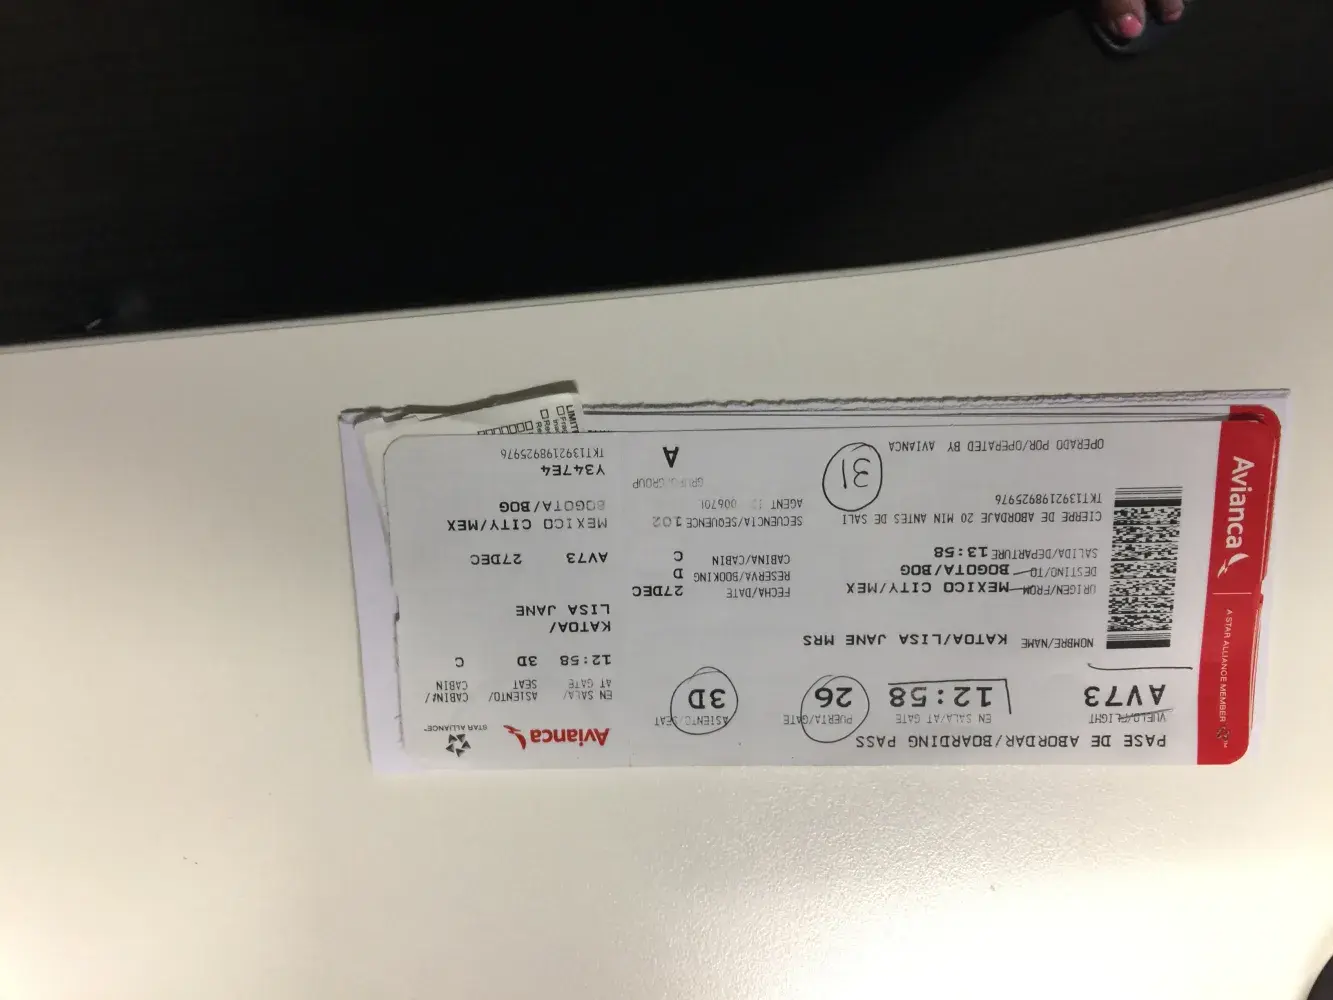 Avianca
A STAR ALLIANCE MEMBER
PASE DE ABORDAR/BOARDING PASS
VUELO/FLIGHT EN SALA/AT GATE PUERTA/GATE ASIENTO/SEAT
AV73 12:58 26 3D
NOMBRE/NAME KATOA/LISA JANE MRS
ORIGEN/FROM MEXICO CITY/MEX FECHA/DATE 27DEC
DESTINO/TO BOGOTA/BOG RESERVA/BOOKING D
SALIDA/DEPARTURE 13:58 CABINA/CABIN C
CIERRE DE ABORDAJE 20 MIN ANTES DE SALI SECUENCIA/SEQUENCE 102
TKT1392198925976 AGENT 006701
GRUPO/GROUP
A
OPERADO POR/OPERATED BY AVIANCA
31
Avianca
STAR ALLIANCE
EN SALA/ ASIENTO/ CABINA/
AT GATE SEAT CABIN
12:58 3D C
KATOA/
LISA JANE
AV73 27DEC
MEXICO CITY/MEX
BOGOTA/BOG
Y347E4
TKT1392198925976